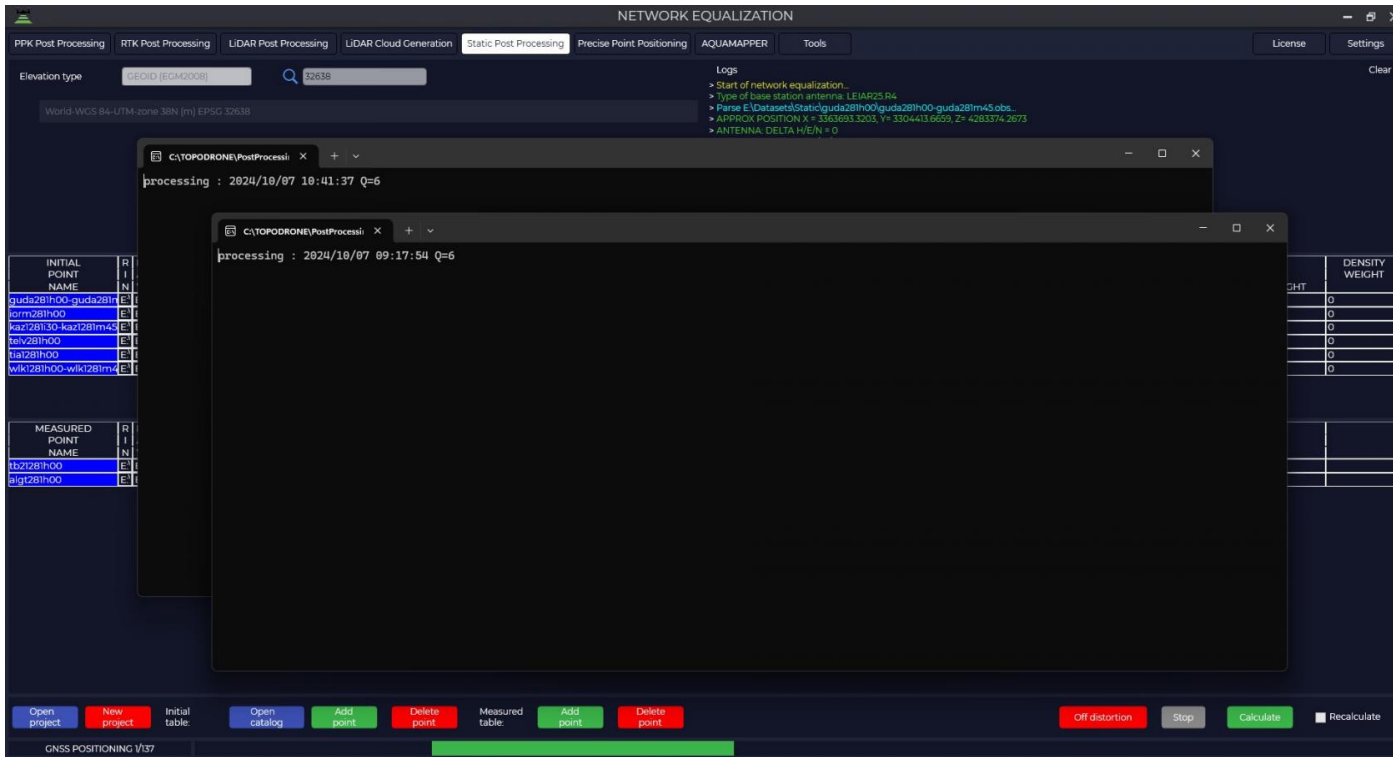 NETWORK EQUALIZATION
PPK Post Processing RTK Post Processing LiDAR Post Processing LiDAR Cloud Generation Static Post Processing Precise Point Positioning AQUAMAPPER Tools License Settings
Elevation type GEOID (EGM2008) 32638 Logs Clear
> Start of network equalization...
> Type of base station antenna: LEIAR25.R4
World-WGS 84-UTM-zone 38N (m) EPSG 32638
> Parse E:\Datasets\Static\guda281h00\guda281h00-guda281m45.obs...
> APPROX POSITION X = 3363693.3203, Y= 3304413.6659, Z= 4283374.2673
> ANTENNA: DELTA H/E/N = 0
C:\TOPODRONE\PostProcessi
processing : 2024/10/07 10:41:37 Q=6
C:\TOPODRONE\PostProcessi
processing : 2024/10/07 09:17:54 Q=6
INITIAL R DENSITY
POINT I WEIGHT
NAME N GHT
guda281h00-guda281m E 0
iorm281h00 E 0
kaz1281i30-kaz1281m45 E 0
telv281h00 E 0
tia1281h00 E 0
wlk1281h00-wlk1281m4 E 0
MEASURED R
POINT I
NAME N
tb21281h00 E
algt281h00 E
Open project New project Initial table: Open catalog Add point Delete point Measured table: Add point Delete point Off distortion Stop Calculate Recalculate
GNSS POSITIONING 1/137